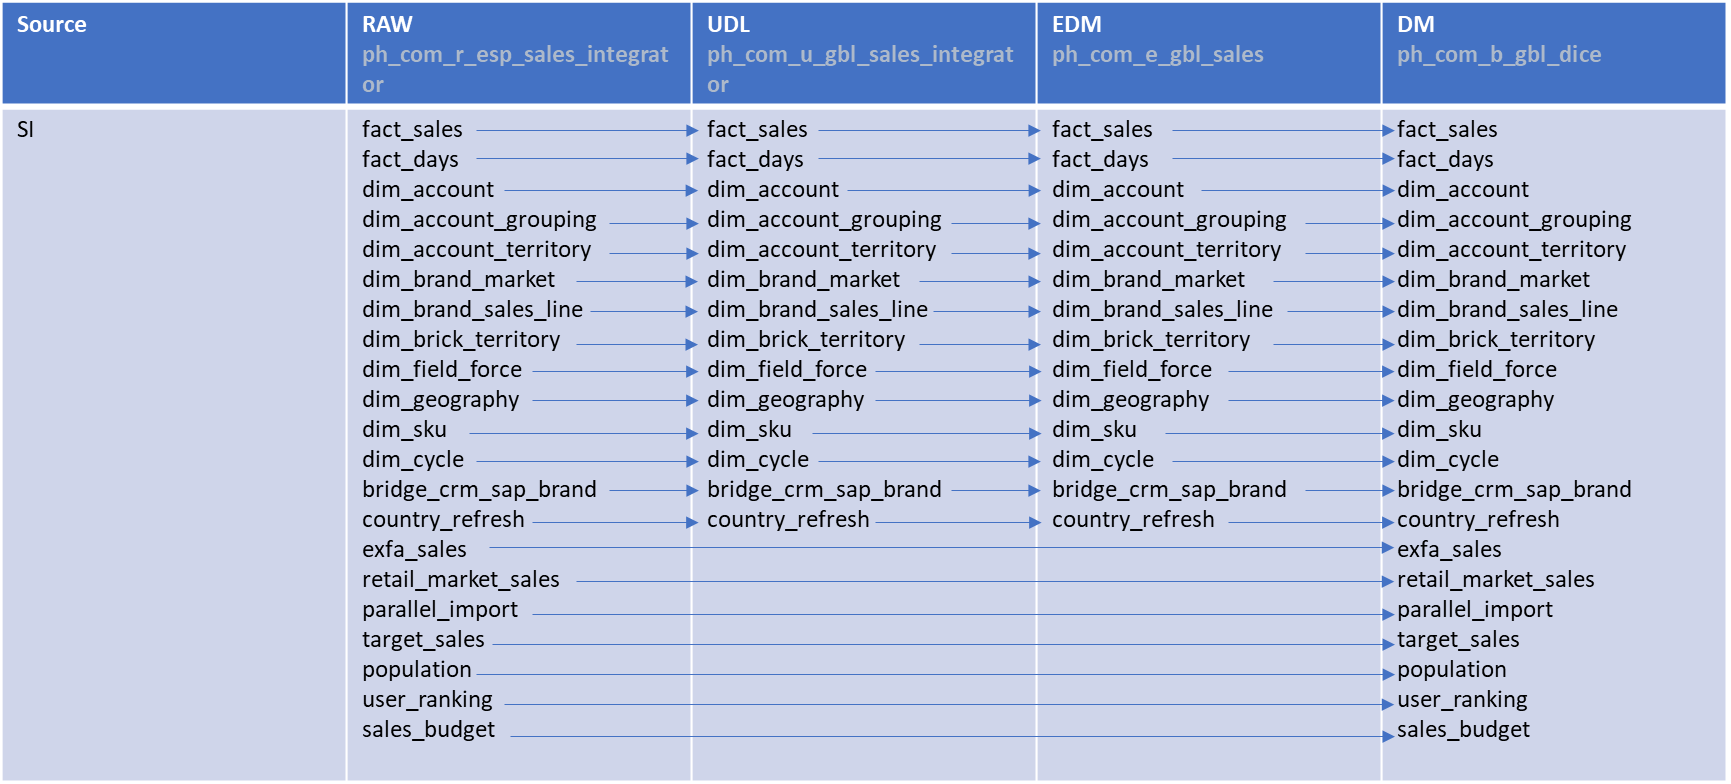 Source
RAW
ph_com_r_esp_sales_integrat
or
UDL
ph_com_u_gbl_sales_integrat
or
EDM
ph_com_e_gbl_sales
DM
ph_com_b_gbl_dice
SI
fact_sales fact_sales fact_sales fact_sales
fact_days fact_days fact_days fact_days
dim_account dim_account dim_account dim_account
dim_account_grouping dim_account_grouping dim_account_grouping dim_account_grouping
dim_account_territory dim_account_territory dim_account_territory dim_account_territory
dim_brand_market dim_brand_market dim_brand_market dim_brand_market
dim_brand_sales_line dim_brand_sales_line dim_brand_sales_line dim_brand_sales_line
dim_brick_territory dim_brick_territory dim_brick_territory dim_brick_territory
dim_field_force dim_field_force dim_field_force dim_field_force
dim_geography dim_geography dim_geography dim_geography
dim_sku dim_sku dim_sku dim_sku
dim_cycle dim_cycle dim_cycle dim_cycle
bridge_crm_sap_brand bridge_crm_sap_brand bridge_crm_sap_brand bridge_crm_sap_brand
country_refresh country_refresh country_refresh country_refresh
exfa_sales exfa_sales
retail_market_sales retail_market_sales
parallel_import parallel_import
target_sales target_sales
population population
user_ranking user_ranking
sales_budget sales_budget